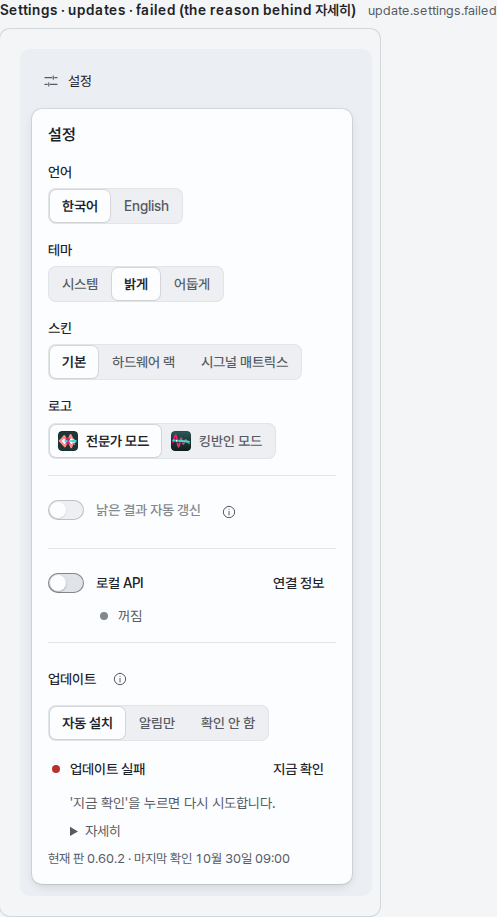 Settings · updates · failed (the reason behind 자세히) update.settings.failed
설정
설정
언어
한국어 English
테마
시스템 밝게 어둡게
스킨
기본 하드웨어 랙 시그널 매트릭스
로고
전문가 모드 킹반인 모드
낡은 결과 자동 갱신
로컬 API 연결 정보
꺼짐
업데이트
자동 설치 알림만 확인 안 함
업데이트 실패 지금 확인
'지금 확인'을 누르면 다시 시도합니다.
▶ 자세히
현재 판 0.60.2 · 마지막 확인 10월 30일 09:00